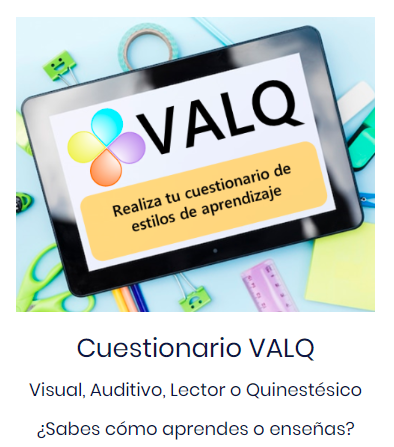 VALQ
Realiza tu cuestionario de
estilos de aprendizaje
Cuestionario VALQ
Visual, Auditivo, Lector o Quinestésico
¿Sabes cómo aprendes o enseñas?